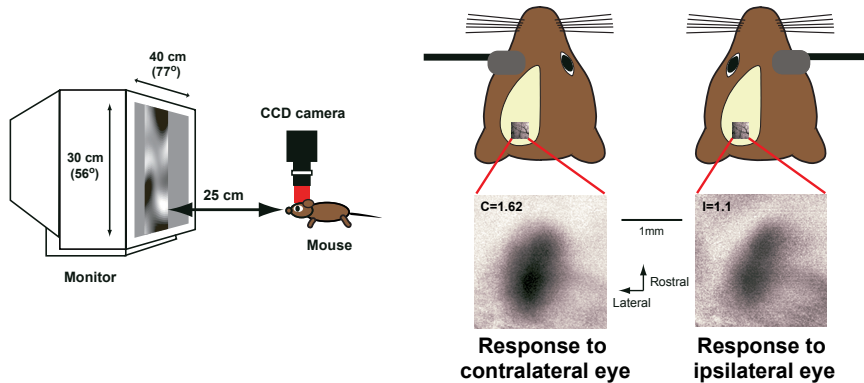 40 cm
(77°)
CCD camera
30 cm
(56°)
25 cm
Mouse
Monitor
C=1.62
I=1.1
1mm
Rostral
Lateral
Response to
contralateral eye
Response to
ipsilateral eye